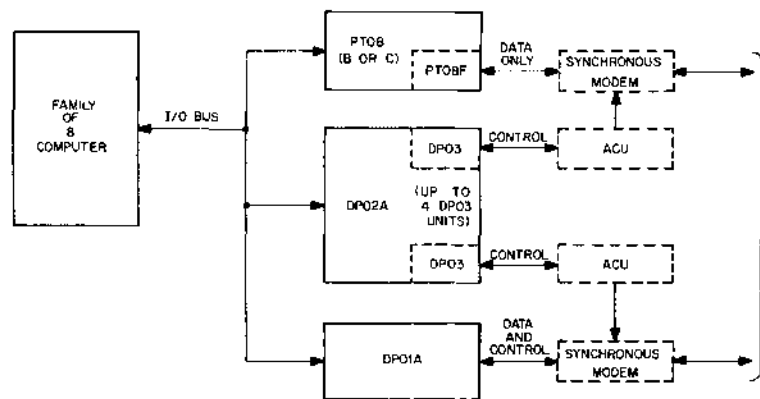 FAMILY
OF
8
COMPUTER
I/O BUS
PT08
(B OR C)
PT08F
DATA
ONLY
SYNCHRONOUS
MODEM
DP03
CONTROL
ACU
DP02A
(UP TO
4 DP03
UNITS)
DP03
CONTROL
ACU
DP01A
DATA
AND
CONTROL
SYNCHRONOUS
MODEM